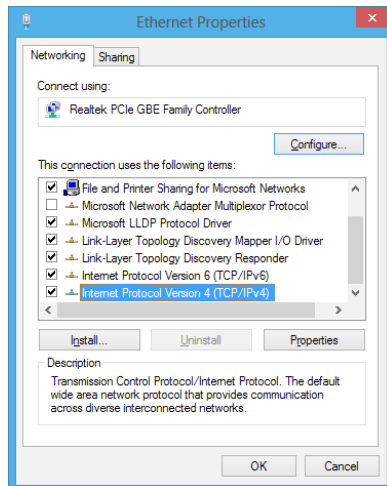 Ethernet Properties
Networking
Sharing
Connect using:
Realtek PCIe GBE Family Controller
Configure...
This connection uses the following items:
File and Printer Sharing for Microsoft Networks
Microsoft Network Adapter Multiplexor Protocol
Microsoft LLDP Protocol Driver
Link-Layer Topology Discovery Mapper I/O Driver
Link-Layer Topology Discovery Responder
Internet Protocol Version 6 (TCP/IPv6)
Internet Protocol Version 4 (TCP/IPv4)
Install...
Uninstall
Properties
Description
Transmission Control Protocol/Internet Protocol. The default
wide area network protocol that provides communication
across diverse interconnected networks.
OK
Cancel